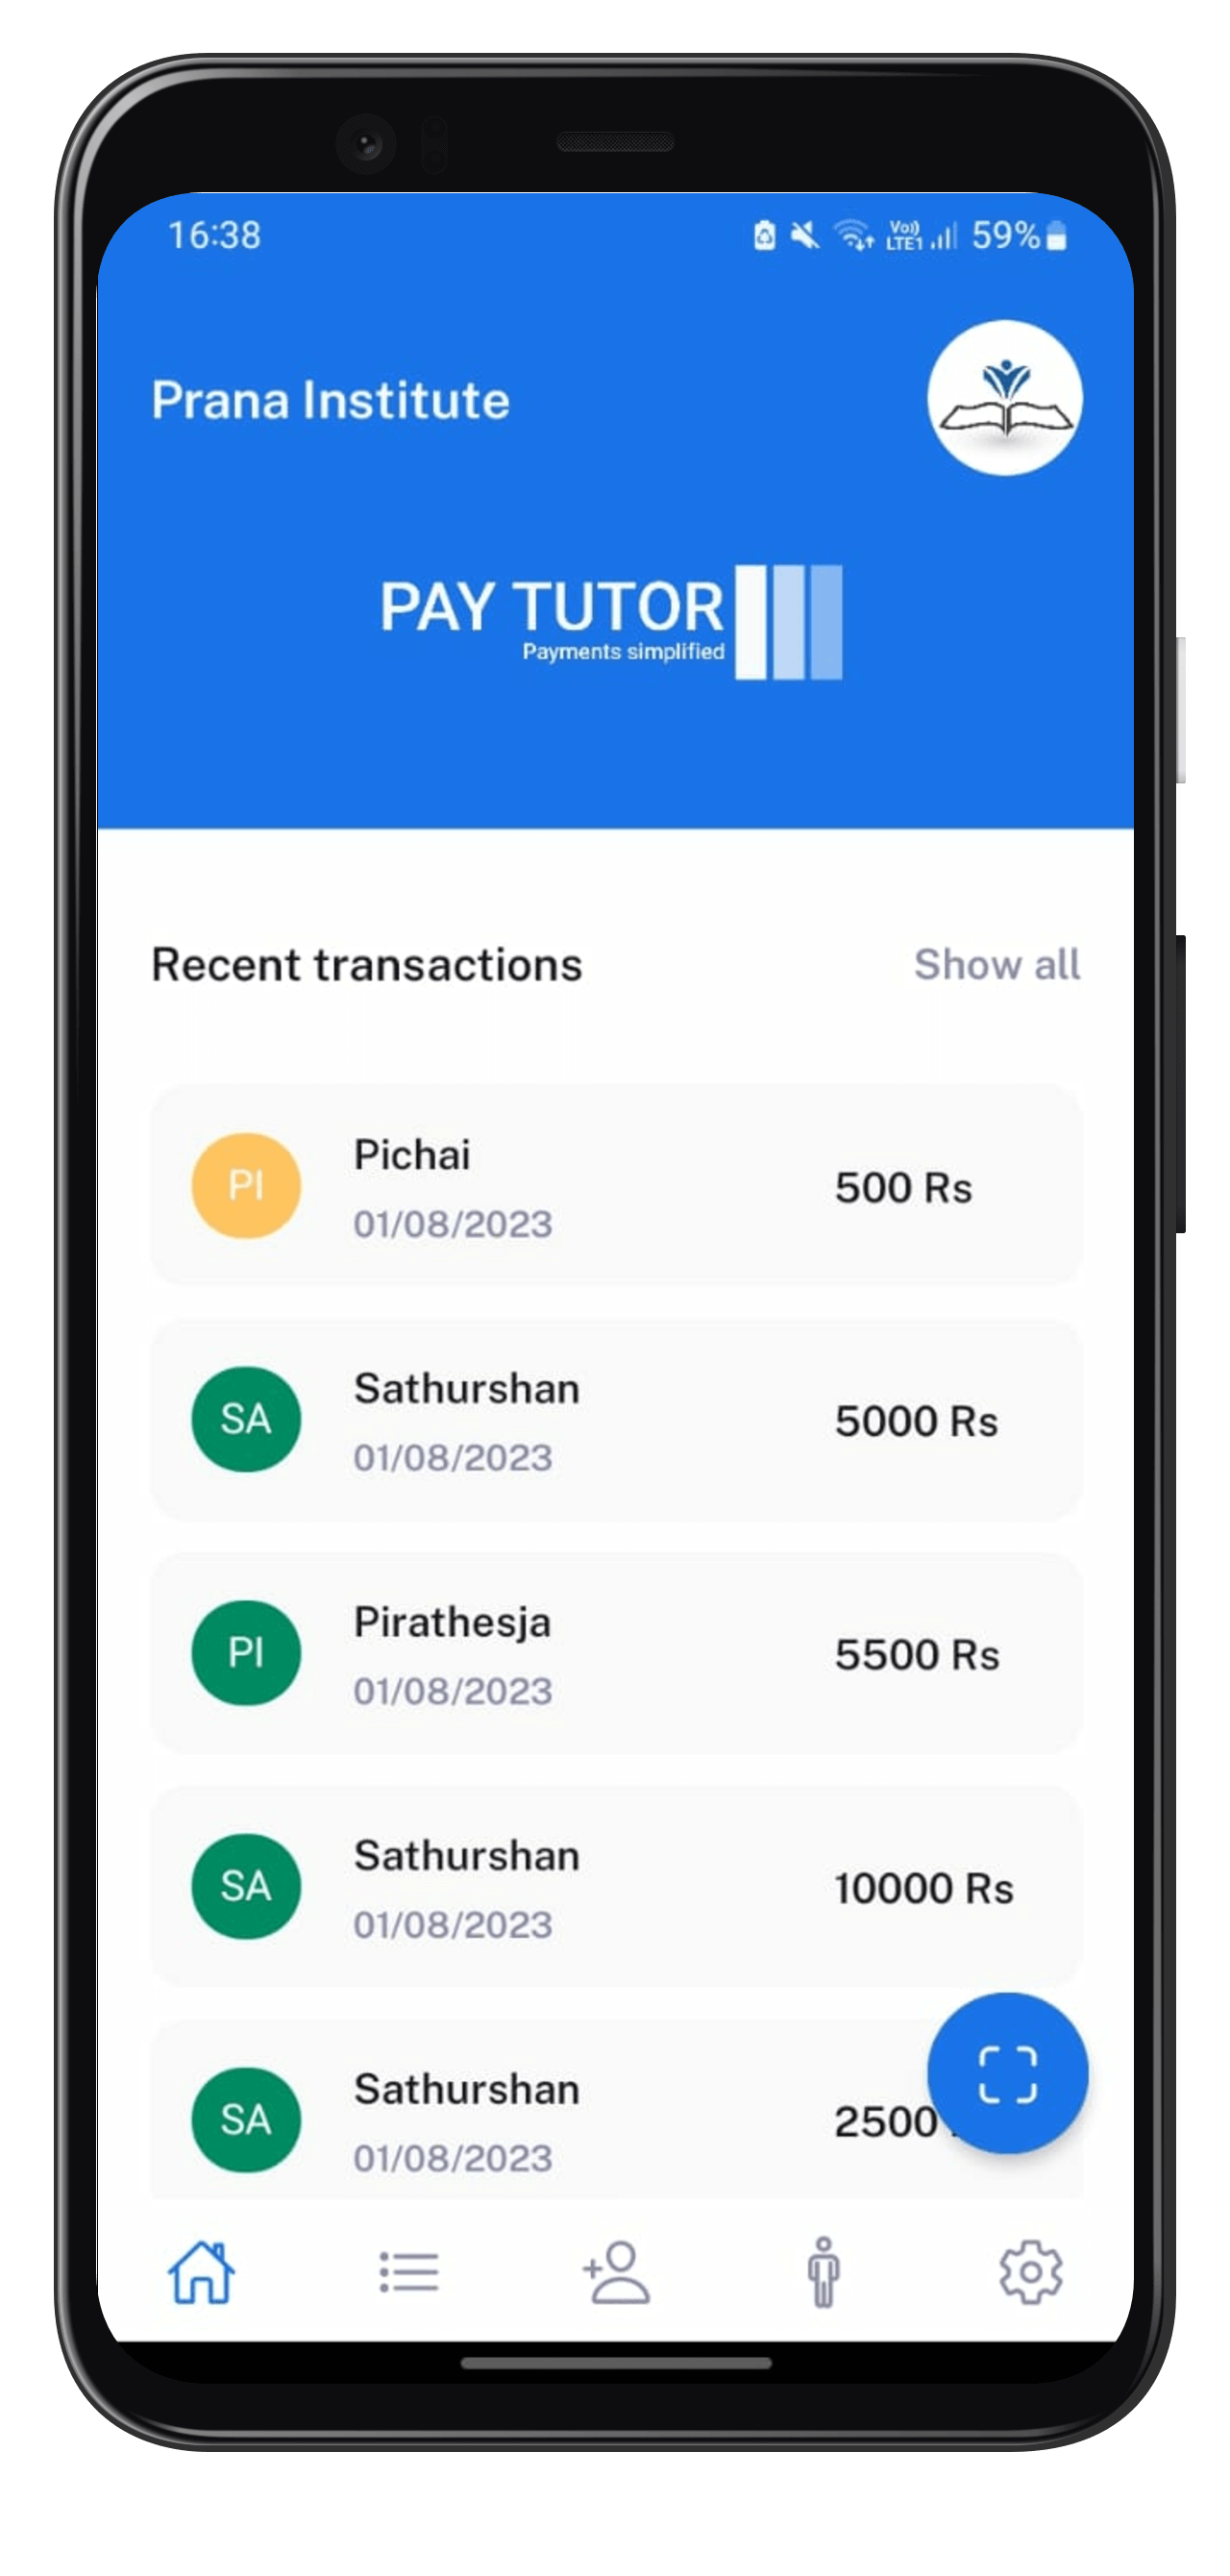 16:38 Vo) LTE1 59%
Prana Institute
PAY TUTOR
Payments simplified
Recent transactions Show all
PI Pichai 500 Rs
01/08/2023
SA Sathurshan 5000 Rs
01/08/2023
PI Pirathesja 5500 Rs
01/08/2023
SA Sathurshan 10000 Rs
01/08/2023
SA Sathurshan 2500
01/08/2023